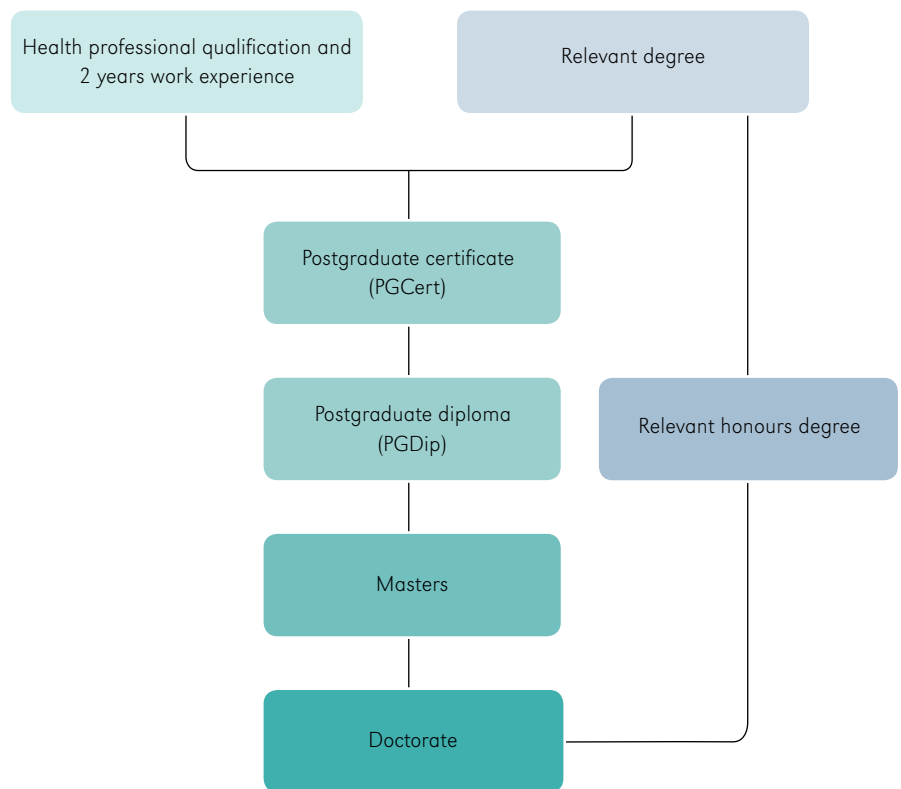 Health professional qualification and
2 years work experience
Relevant degree
Postgraduate certificate
(PGCert)
Postgraduate diploma
(PGDip)
Relevant honours degree
Masters
Doctorate